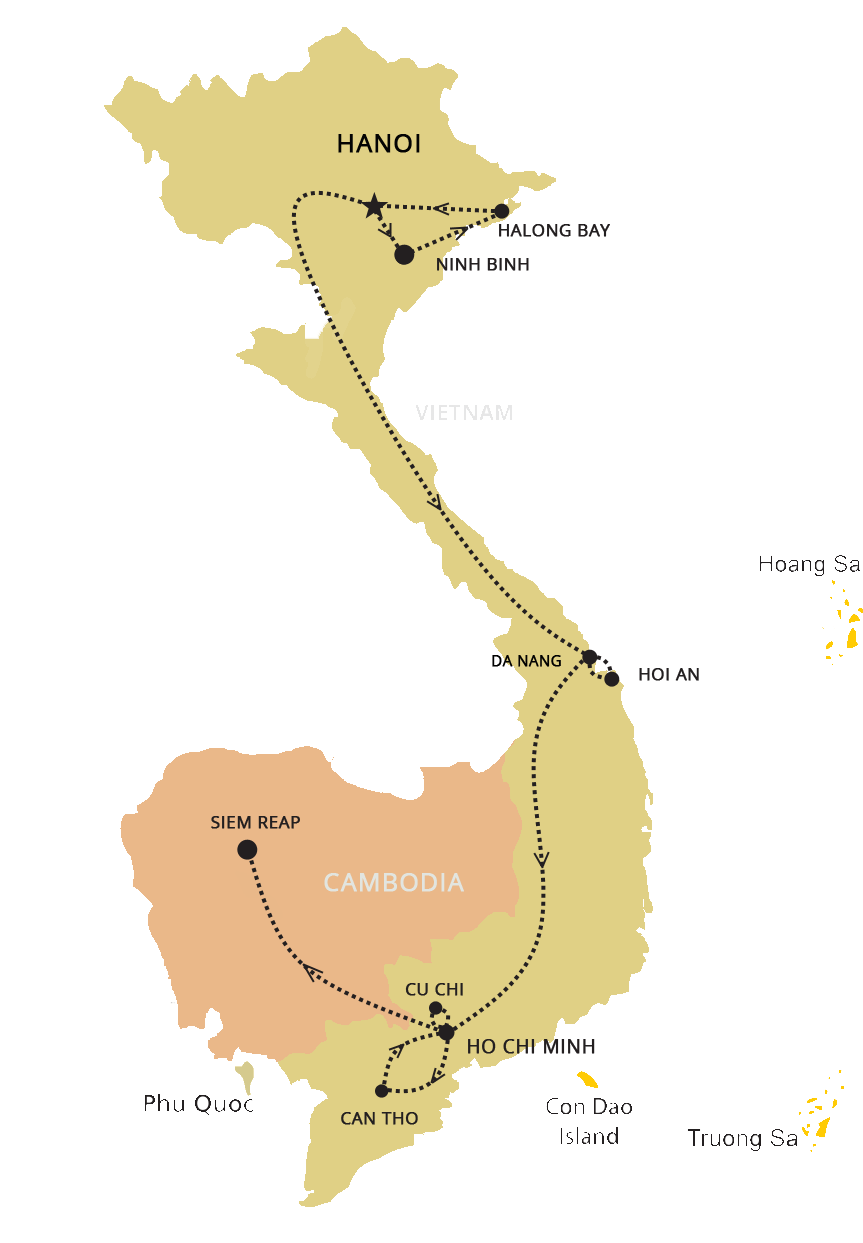 HANOI
HALONG BAY
NINH BINH
VIETNAM
Hoang Sa
DA NANG
HOI AN
SIEM REAP
CAMBODIA
CU CHI
HO CHI MINH
Phu Quoc
CAN THO
Con Dao
Island
Truong Sa